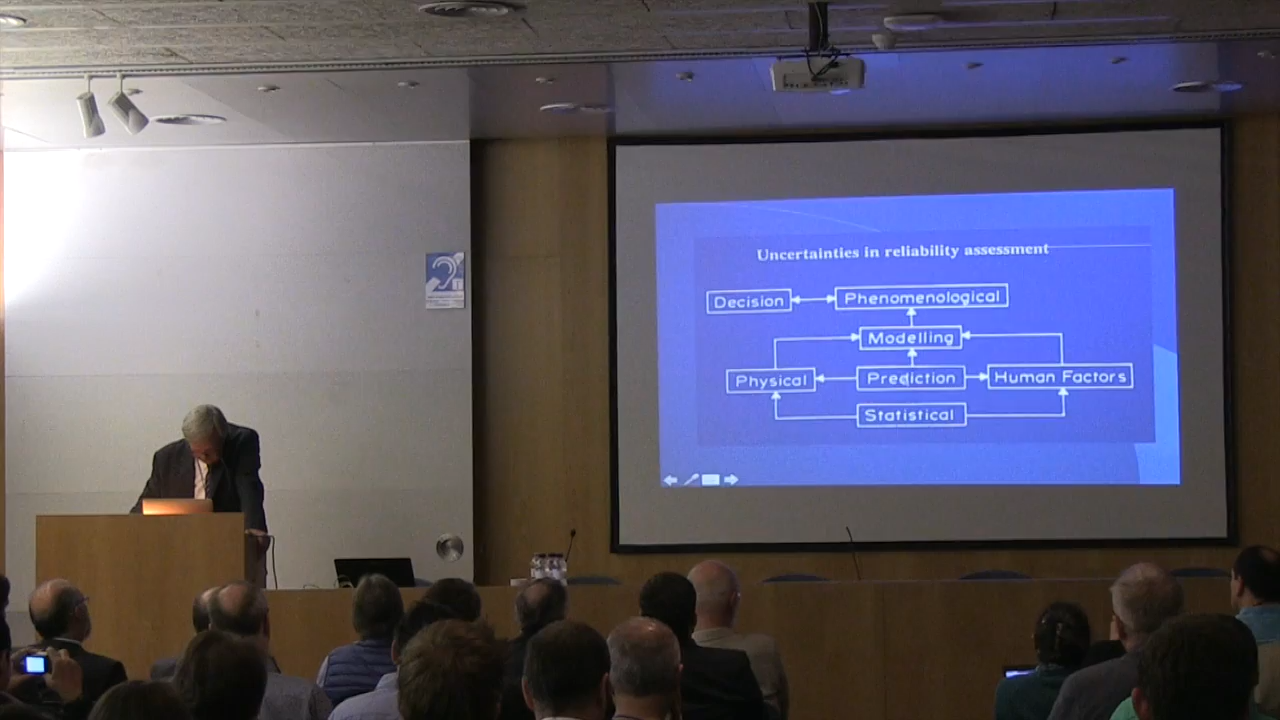 Uncertainties in reliability assessment
Decision
Phenomenological
Modelling
Physical
Prediction
Human Factors
Statistical